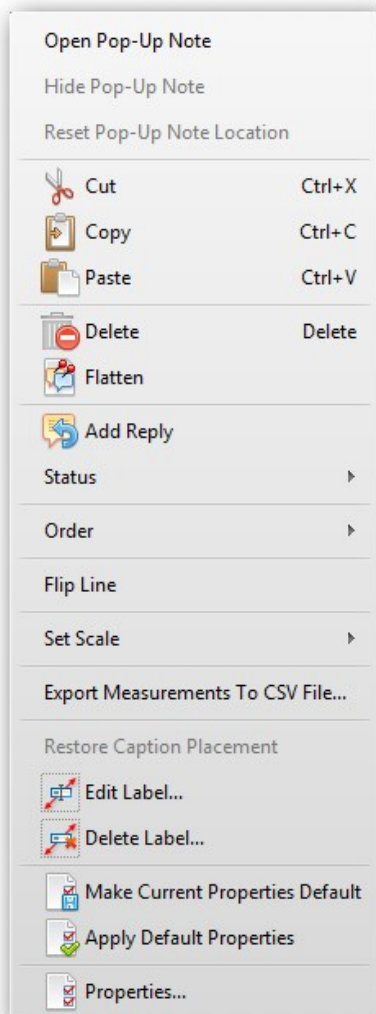 Open Pop-Up Note
Hide Pop-Up Note
Reset Pop-Up Note Location
Cut Ctrl+X
Copy Ctrl+C
Paste Ctrl+V
Delete Delete
Flatten
Add Reply
Status
Order
Flip Line
Set Scale
Export Measurements To CSV File...
Restore Caption Placement
Edit Label...
Delete Label...
Make Current Properties Default
Apply Default Properties
Properties...